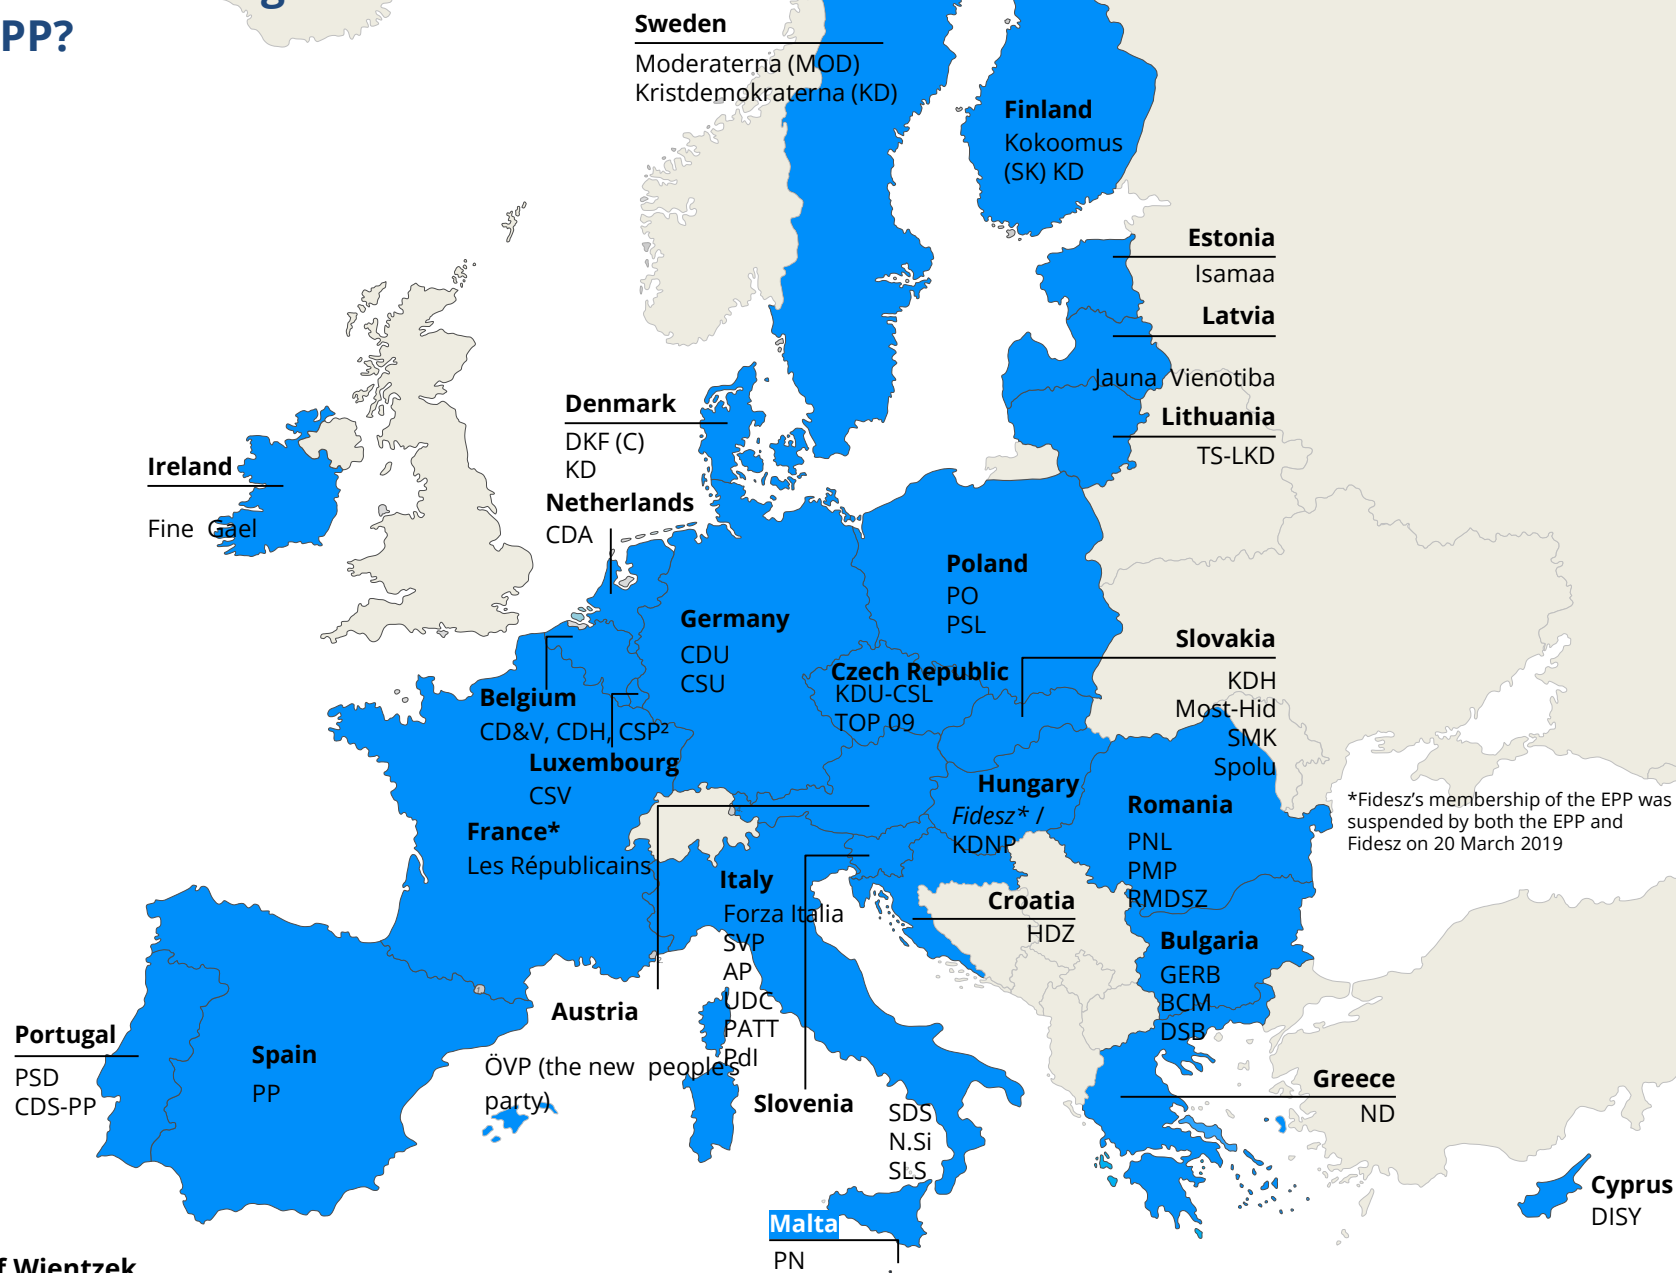 g
PP?
Sweden
Moderaterna (MOD)
Kristdemokraterna (KD)
Finland
Kokoomus
(SK) KD
Estonia
Isamaa
Latvia
Jauna Vienotiba
Lithuania
TS-LKD
Denmark
DKF (C)
KD
Ireland
Fine Gael
Netherlands
CDA
Poland
PO
PSL
Germany
CDU
CSU
Slovakia
KDH
Most-Hid
SMK
Spolu
Czech Republic
KDU-CSL
TOP 09
Belgium
CD&V, CDH, CSP²
Luxembourg
CSV
Hungary
Fidesz* /
KDNP
Romania
PNL
PMP
RMDSZ
*Fidesz’s membership of the EPP was
suspended by both the EPP and
Fidesz on 20 March 2019
France*
Les Républicains
Italy
Forza Italia
SVP
AP
UDC
PATT
PdI
Croatia
HDZ
Bulgaria
GERB
BCM
DSB
Austria
ÖVP (the new people’s
party)
Portugal
PSD
CDS-PP
Spain
PP
Slovenia
SDS
N.Si
SLS
Greece
ND
Cyprus
DISY
Malta
PN
f Wientzek